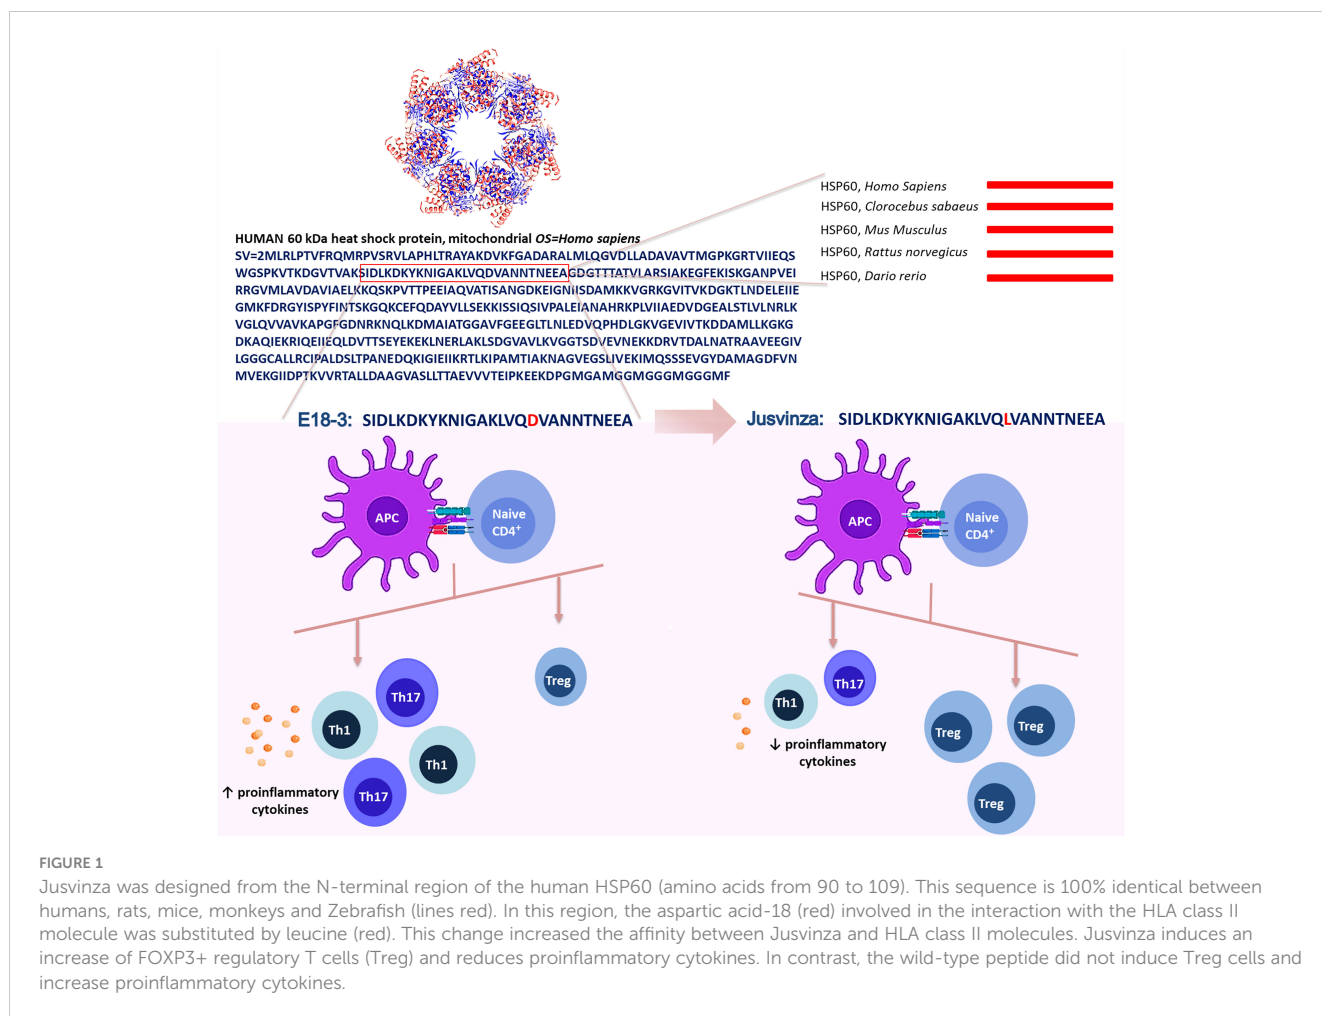 HUMAN 60 kDa heat shock protein, mitochondrial OS=Homo sapiens
SV=2MLRLPTVFRQMRPVSRVLAPHLTRAYAKDVKFGADARALMLQGVDLLADAVAVTMGPKGRTVIIEQS
WGSPKVTKDGVTVAKSIDLKDKYKNIGAKLVQDVANNTNEEAGDGTTTATVLARSIAKEGFEKISKGANPVEI
RRGVMLAVDAVIAELKKQSKPVTTPEEIAQVATISANGDKEIGNIISDAMKKVGRKGVITVKDGKTLNDELEIIE
GMKFDRGYISPYFINTSKGQKCEFQDAYVLLSEKKISSIQSIVPALEIANAHRKPLVIIAEDVDGEALSTLVLNRLK
VGLQVVAVKAPGFGDNRKNQLKDMAIATGGAVFGEEGLTLNLEDVQPHDLGKVGEVIVTKDDAMLLKGKG
DKAQIEKRIQEIIEQLDVTTSEYEKEKLNERLAKLSDGVAVLKVGGTSDVEVNEKKDRVTDALNATRAAVEEGIV
LGGGCALLRCIPALDSLTPANEDQKIGIEIIKRTLKIPAMTIAKNAGVEGSLIVEKIMQSSSEVGYDAMAGDFVN
MVEKGIIDPTKVVRTALLDAAGVASLLTTAEVVVTEIPKEEKDPGMGAMGGMGGGMGGGMF
HSP60, Homo Sapiens
HSP60, Clorocebus sabaeus
HSP60, Mus Musculus
HSP60, Rattus norvegicus
HSP60, Dario rerio
E18-3: SIDLKDKYKNIGAKLVQDVANNTNEEA
Jusvinza: SIDLKDKYKNIGAKLVQLVANNTNEEA
APC
Naive
CD4+
Th17
Th1
Th1
Th17
Treg
↑ proinflammatory
cytokines
APC
Naive
CD4+
Th17
Th1
↓ proinflammatory
cytokines
Treg
Treg
Treg
FIGURE 1
Jusvinza was designed from the N-terminal region of the human HSP60 (amino acids from 90 to 109). This sequence is 100% identical between
humans, rats, mice, monkeys and Zebrafish (lines red). In this region, the aspartic acid-18 (red) involved in the interaction with the HLA class II
molecule was substituted by leucine (red). This change increased the affinity between Jusvinza and HLA class II molecules. Jusvinza induces an
increase of FOXP3+ regulatory T cells (Treg) and reduces proinflammatory cytokines. In contrast, the wild-type peptide did not induce Treg cells and
increase proinflammatory cytokines.